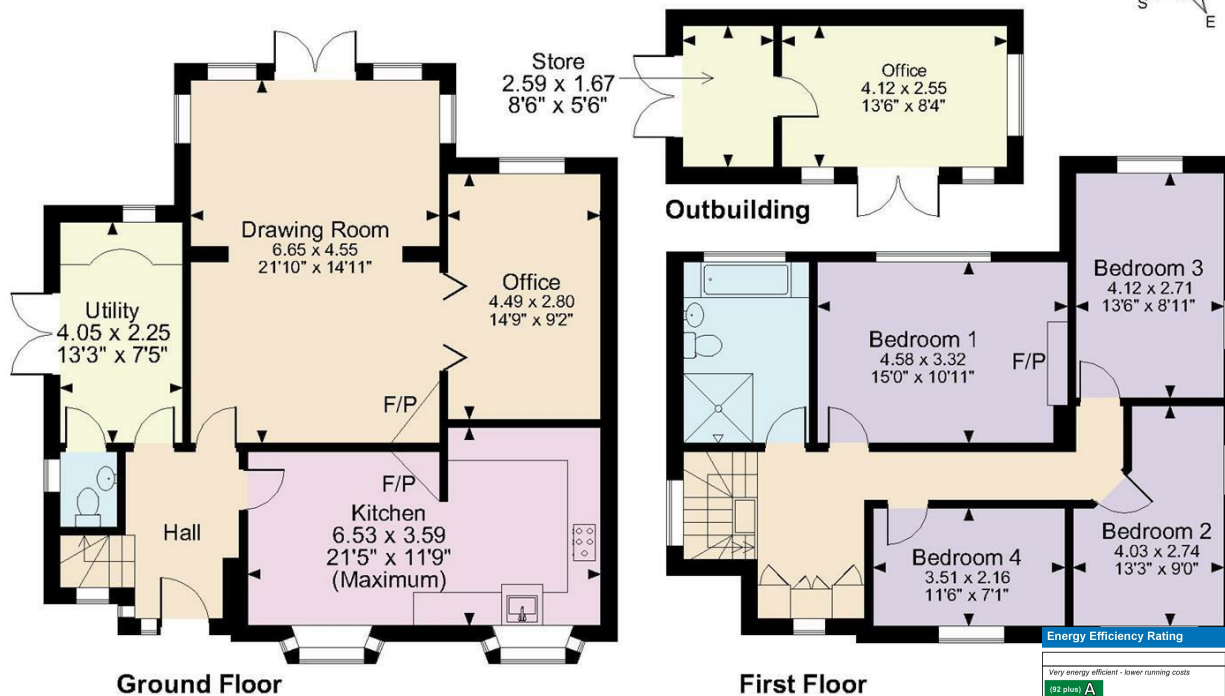 S
E
Store
2.59 x 1.67
8'6" x 5'6"
Office
4.12 x 2.55
13'6" x 8'4"
Outbuilding
Drawing Room
6.65 x 4.55
21'10" x 14'11"
Office
4.49 x 2.80
14'9" x 9'2"
Utility
4.05 x 2.25
13'3" x 7'5"
F/P
F/P
Kitchen
6.53 x 3.59
21'5" x 11'9"
(Maximum)
Hall
Ground Floor
Bedroom 1
4.58 x 3.32
15'0" x 10'11"
F/P
Bedroom 3
4.12 x 2.71
13'6" x 8'11"
Bedroom 2
4.03 x 2.74
13'3" x 9'0"
Bedroom 4
3.51 x 2.16
11'6" x 7'1"
First Floor
Energy Efficiency Rating
Very energy efficient - lower running costs
(92 plus) A